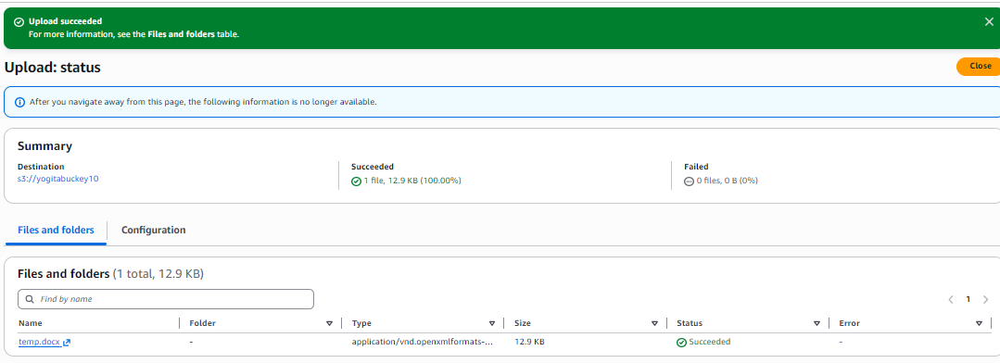 Upload succeeded
For more information, see the Files and folders table.
Upload: status
Close
After you navigate away from this page, the following information is no longer available.
Summary
Destination
s3://yogitabuckey10
Succeeded
1 file, 12.9 KB (100.00%)
Failed
0 files, 0 B (0%)
Files and folders
Configuration
Files and folders (1 total, 12.9 KB)
Find by name
1
Name Folder Type Size Status Error
temp.docx - application/vnd.openxmlformats-... 12.9 KB Succeeded -